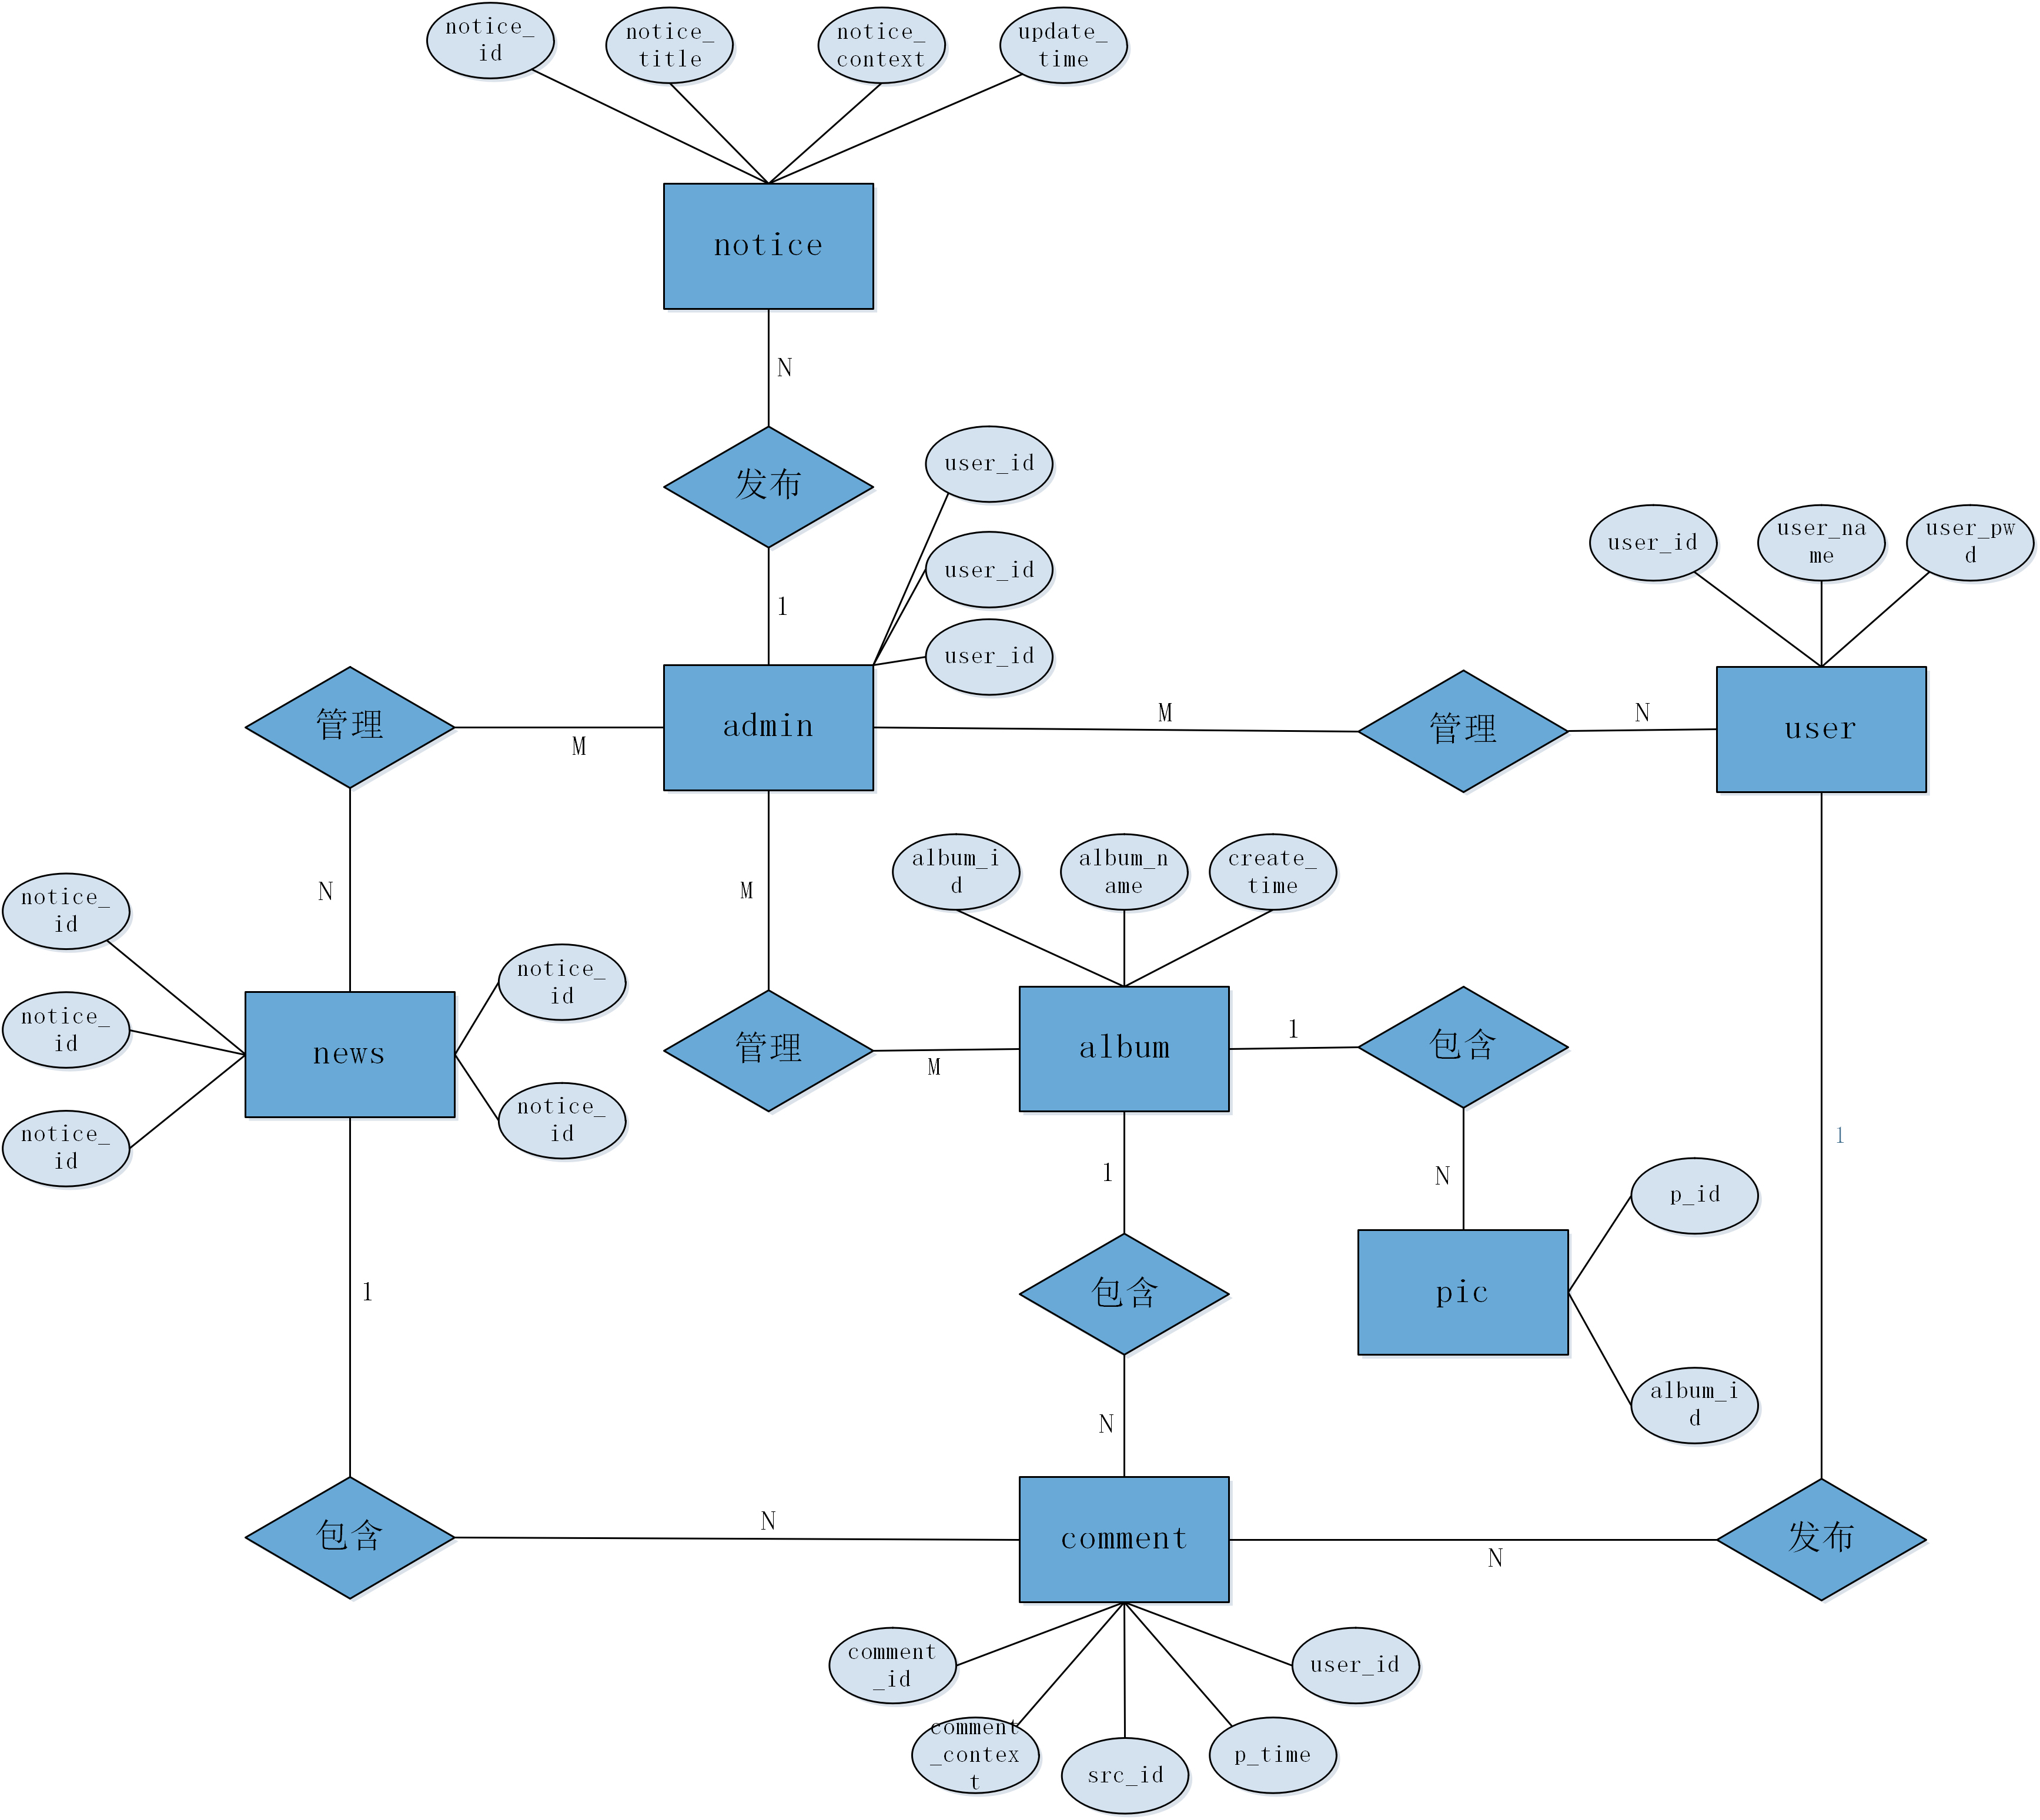 notice_
id
notice_
title
notice_
context
update_
time
notice
N
发布
user_id
user_id
user_id
1
user_id
user_na
me
user_pw
d
管理
M
admin
M
管理
N
user
N
M
album_i
d
album_n
ame
create_
time
notice_
id
notice_
id
notice_
id
news
notice_
id
notice_
id
管理
M
album
1
包含
1
N
1
p_id
1
包含
pic
album_i
d
N
包含
N
comment
N
发布
comment
_id
comment
_contex
t
src_id
p_time
user_id